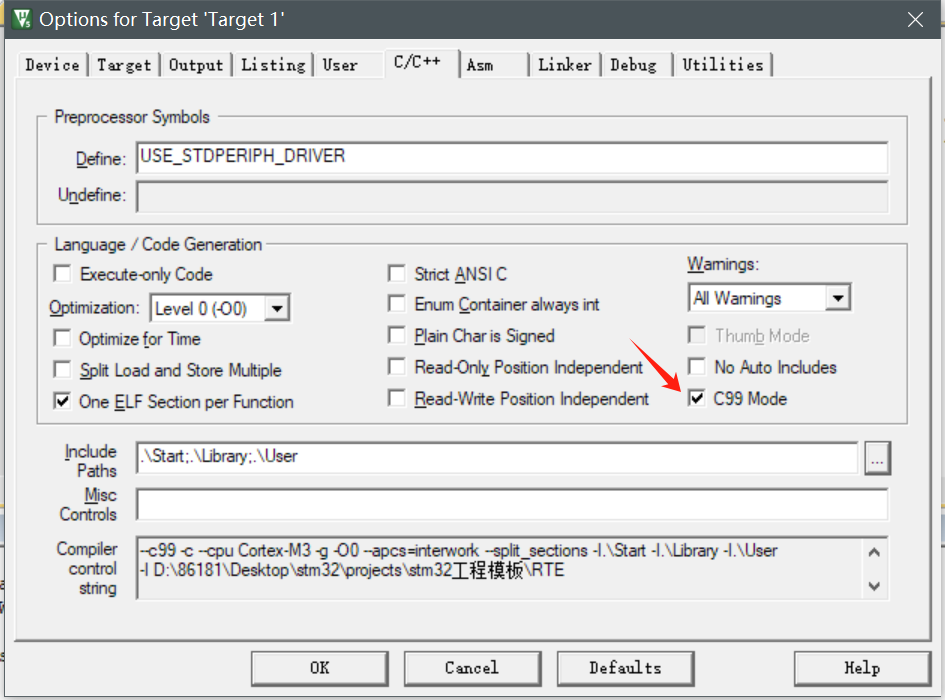 Options for Target 'Target 1'
Device Target Output Listing User C/C++ Asm Linker Debug Utilities
Preprocessor Symbols
Define: USE_STDPERIPH_DRIVER
Undefine:
Language / Code Generation
Execute-only Code
Optimization: Level 0 (-O0)
Optimize for Time
Split Load and Store Multiple
One ELF Section per Function
Strict ANSI C
Enum Container always int
Plain Char is Signed
Read-Only Position Independent
Read-Write Position Independent
Warnings:
All Warnings
Thumb Mode
No Auto Includes
C99 Mode
Include Paths
.\Start;.\Library;.\User
...
Misc Controls
Compiler control string
--c99 -c --cpu Cortex-M3 -g -O0 --apcs=interwork --split_sections -I.\Start -I.\Library -I.\User
-I D:\86181\Desktop\stm32\projects\stm32工程模板\RTE
OK Cancel Defaults Help